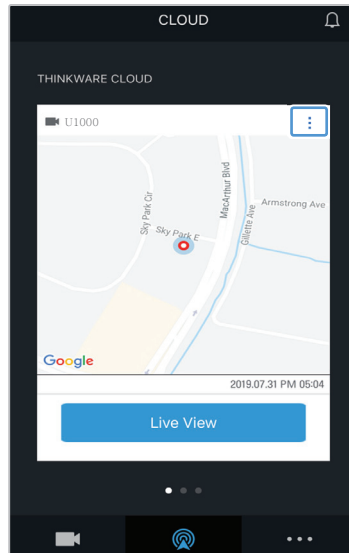 CLOUD
THINKWARE CLOUD
U1000
MacArthur Blvd
Sky Park Cir
Armstrong Ave
Gillette Ave
Sky Park E
Google
2019.07.31 PM 05:04
Live View